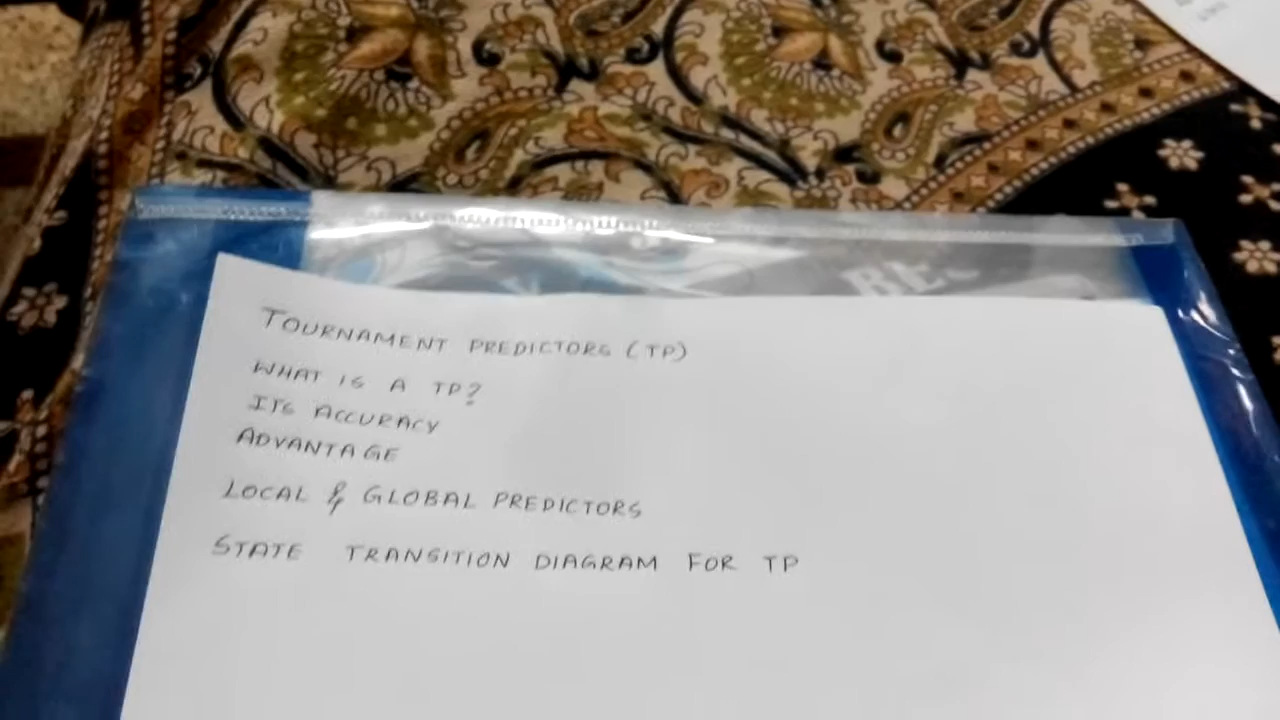 TOURNAMENT PREDICTORS (TP)
WHAT IS A TP?
ITS ACCURACY
ADVANTAGE
LOCAL & GLOBAL PREDICTORS
STATE TRANSITION DIAGRAM FOR TP